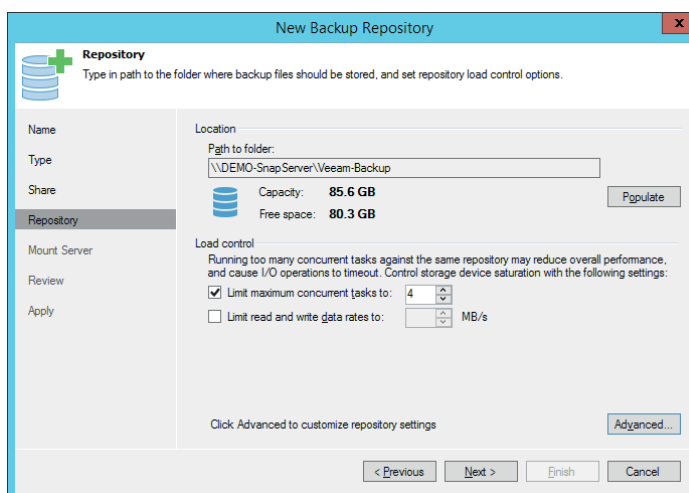 New Backup Repository
x
Repository
Type in path to the folder where backup files should be stored, and set repository load control options.
Name
Type
Share
Repository
Mount Server
Review
Apply
Location
Path to folder:
\\DEMO-SnapServer\Veeam-Backup
Capacity: 85.6 GB
Free space: 80.3 GB
Populate
Load control
Running too many concurrent tasks against the same repository may reduce overall performance,
and cause I/O operations to timeout. Control storage device saturation with the following settings:
Limit maximum concurrent tasks to: 4
Limit read and write data rates to: MB/s
Click Advanced to customize repository settings
Advanced...
< Previous
Next >
Finish
Cancel